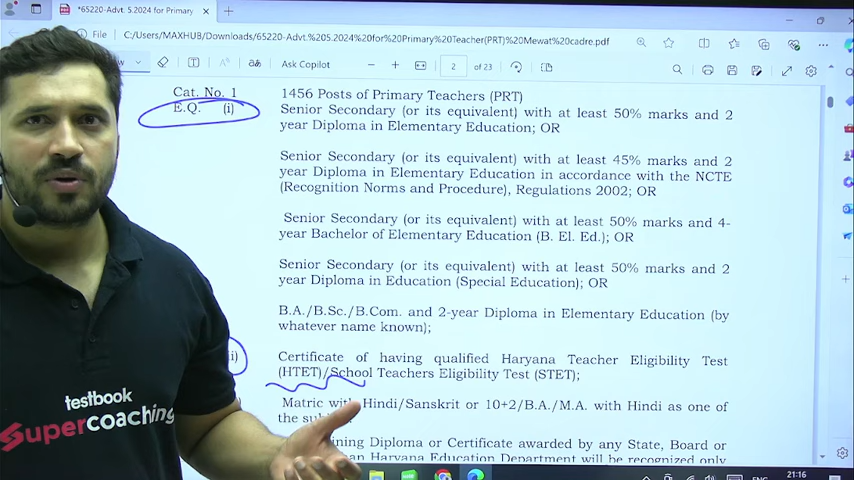 *65220-Advt. 5.2024 for Primary
File
C:/Users/MAXHUB/Downloads/65220-Advt.%205.2024%20for%20Primary%20Teacher(PRT)%20Mewat%20cadre.pdf
Draw
Ask Copilot
2 of 23
Cat. No. 1 1456 Posts of Primary Teachers (PRT)
E.Q. (i) Senior Secondary (or its equivalent) with at least 50% marks and 2
year Diploma in Elementary Education; OR
Senior Secondary (or its equivalent) with at least 45% marks and 2
year Diploma in Elementary Education in accordance with the NCTE
(Recognition Norms and Procedure), Regulations 2002; OR
Senior Secondary (or its equivalent) with at least 50% marks and 4-
year Bachelor of Elementary Education (B. El. Ed.); OR
Senior Secondary (or its equivalent) with at least 50% marks and 2
year Diploma in Education (Special Education); OR
B.A./B.Sc./B.Com. and 2-year Diploma in Elementary Education (by
whatever name known);
Certificate of having qualified Haryana Teacher Eligibility Test
(HTET)/School Teachers Eligibility Test (STET);
Matric with Hindi/Sanskrit or 10+2/B.A./M.A. with Hindi as one of
the
Diploma or Certificate awarded by any State, Board or
Haryana Education Department will be recognized only
testbook
Supercoaching
ENG
21:16